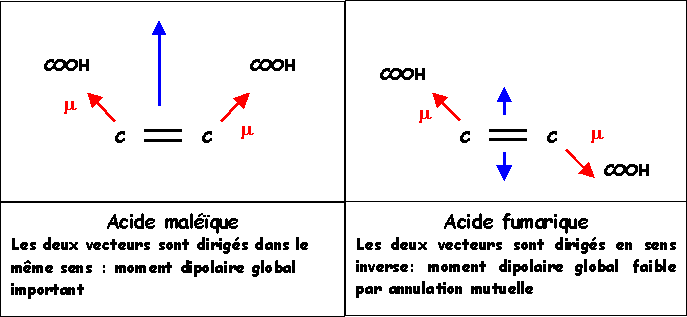 COOH COOH
μ μ
C C
Acide maléïque
Les deux vecteurs sont dirigés dans le
même sens : moment dipolaire global
important
COOH
μ μ
C C
COOH
Acide fumarique
Les deux vecteurs sont dirigés en sens
inverse: moment dipolaire global faible
par annulation mutuelle